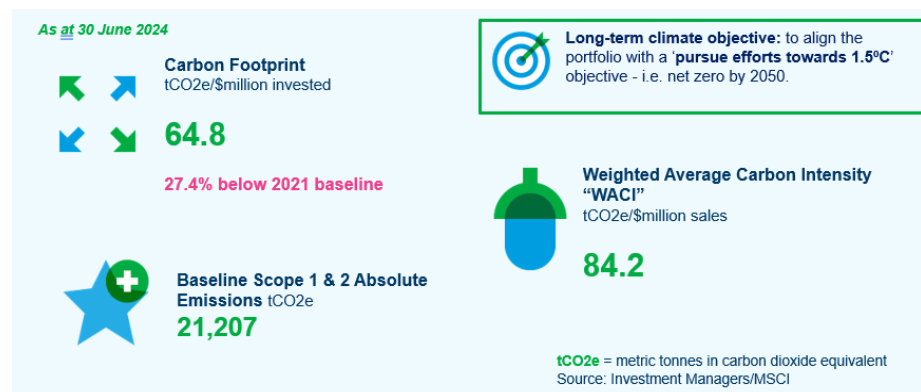 As at 30 June 2024
Carbon Footprint
tCO2e/$million invested
64.8
27.4% below 2021 baseline
Baseline Scope 1 & 2 Absolute
Emissions tCO2e
21,207
Long-term climate objective: to align the
portfolio with a ‘pursue efforts towards 1.5ºC’
objective - i.e. net zero by 2050.
Weighted Average Carbon Intensity
“WACI”
tCO2e/$million sales
84.2
tCO2e = metric tonnes in carbon dioxide equivalent
Source: Investment Managers/MSCI